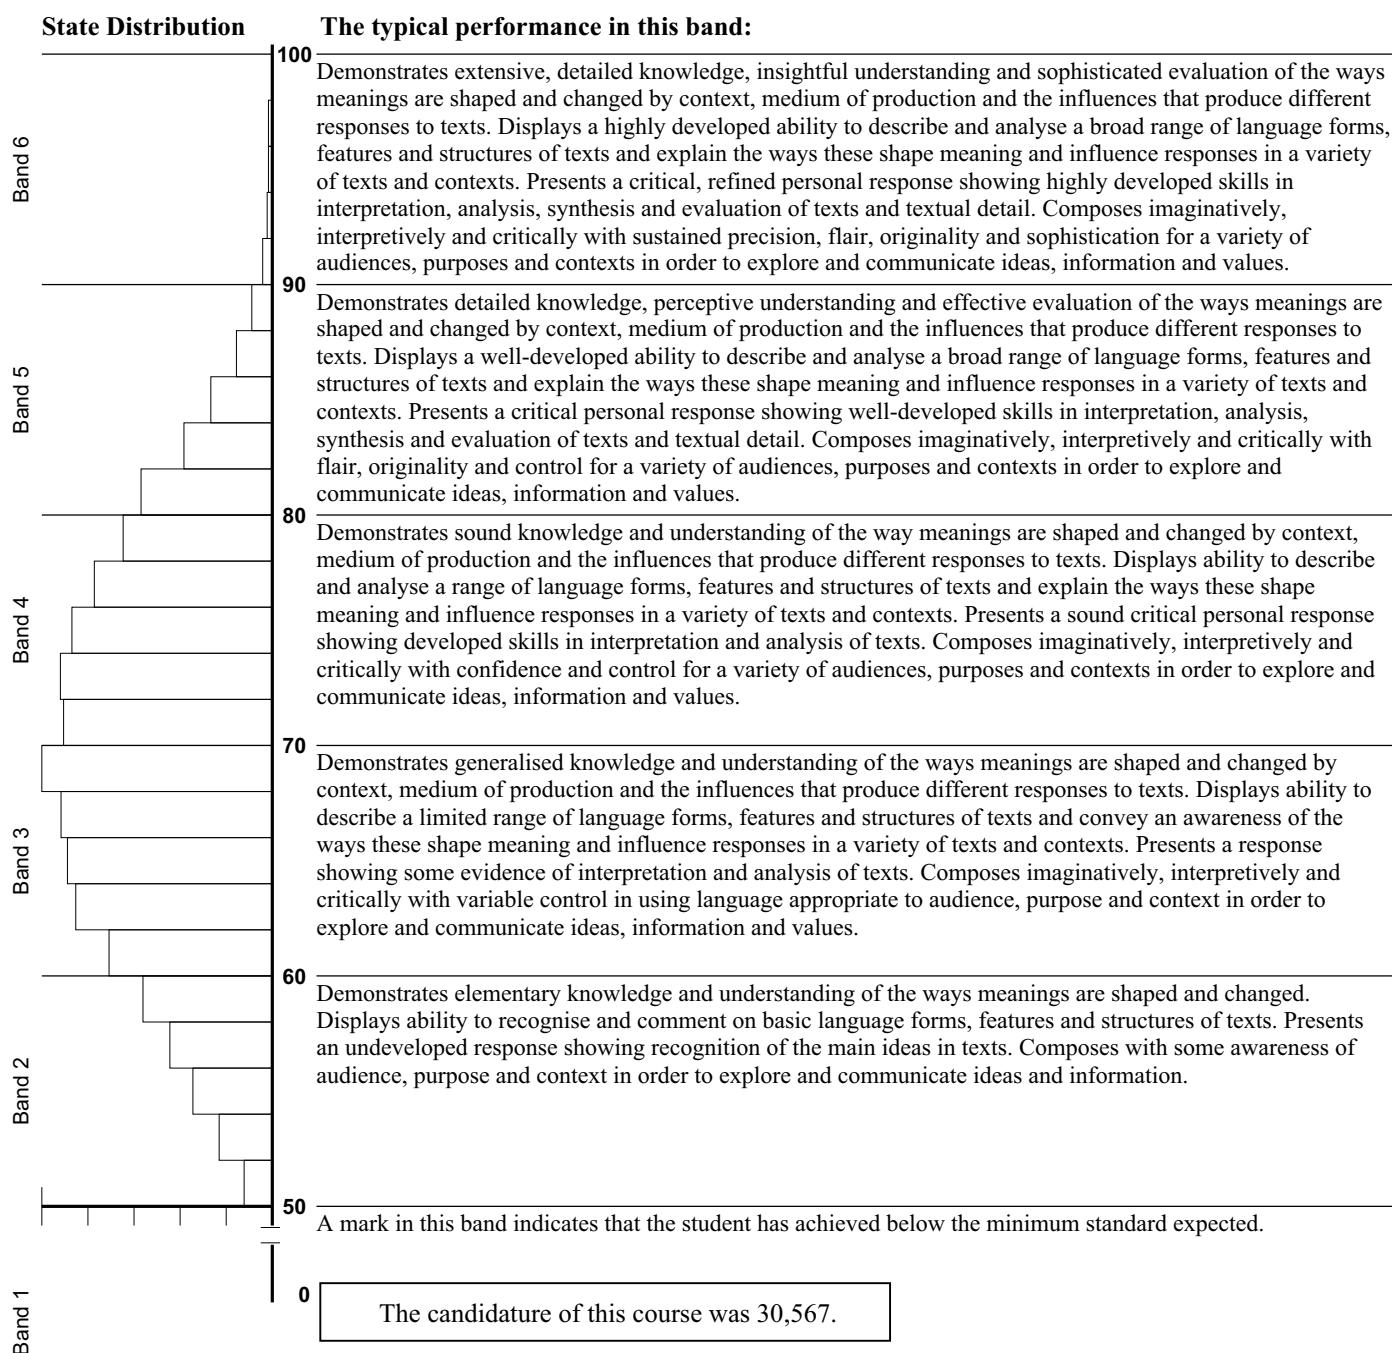 State Distribution
The typical performance in this band:
100
Band 6
Demonstrates extensive, detailed knowledge, insightful understanding and sophisticated evaluation of the ways
meanings are shaped and changed by context, medium of production and the influences that produce different
responses to texts. Displays a highly developed ability to describe and analyse a broad range of language forms,
features and structures of texts and explain the ways these shape meaning and influence responses in a variety
of texts and contexts. Presents a critical, refined personal response showing highly developed skills in
interpretation, analysis, synthesis and evaluation of texts and textual detail. Composes imaginatively,
interpretively and critically with sustained precision, flair, originality and sophistication for a variety of
audiences, purposes and contexts in order to explore and communicate ideas, information and values.
90
Band 5
Demonstrates detailed knowledge, perceptive understanding and effective evaluation of the ways meanings are
shaped and changed by context, medium of production and the influences that produce different responses to
texts. Displays a well-developed ability to describe and analyse a broad range of language forms, features and
structures of texts and explain the ways these shape meaning and influence responses in a variety of texts and
contexts. Presents a critical personal response showing well-developed skills in interpretation, analysis,
synthesis and evaluation of texts and textual detail. Composes imaginatively, interpretively and critically with
flair, originality and control for a variety of audiences, purposes and contexts in order to explore and
communicate ideas, information and values.
80
Band 4
Demonstrates sound knowledge and understanding of the way meanings are shaped and changed by context,
medium of production and the influences that produce different responses to texts. Displays ability to describe
and analyse a range of language forms, features and structures of texts and explain the ways these shape
meaning and influence responses in a variety of texts and contexts. Presents a sound critical personal response
showing developed skills in interpretation and analysis of texts. Composes imaginatively, interpretively and
critically with confidence and control for a variety of audiences, purposes and contexts in order to explore and
communicate ideas, information and values.
70
Band 3
Demonstrates generalised knowledge and understanding of the ways meanings are shaped and changed by
context, medium of production and the influences that produce different responses to texts. Displays ability to
describe a limited range of language forms, features and structures of texts and convey an awareness of the
ways these shape meaning and influence responses in a variety of texts and contexts. Presents a response
showing some evidence of interpretation and analysis of texts. Composes imaginatively, interpretively and
critically with variable control in using language appropriate to audience, purpose and context in order to
explore and communicate ideas, information and values.
60
Band 2
Demonstrates elementary knowledge and understanding of the ways meanings are shaped and changed.
Displays ability to recognise and comment on basic language forms, features and structures of texts. Presents
an undeveloped response showing recognition of the main ideas in texts. Composes with some awareness of
audience, purpose and context in order to explore and communicate ideas and information.
50
A mark in this band indicates that the student has achieved below the minimum standard expected.
Band 1
0
The candidature of this course was 30,567.